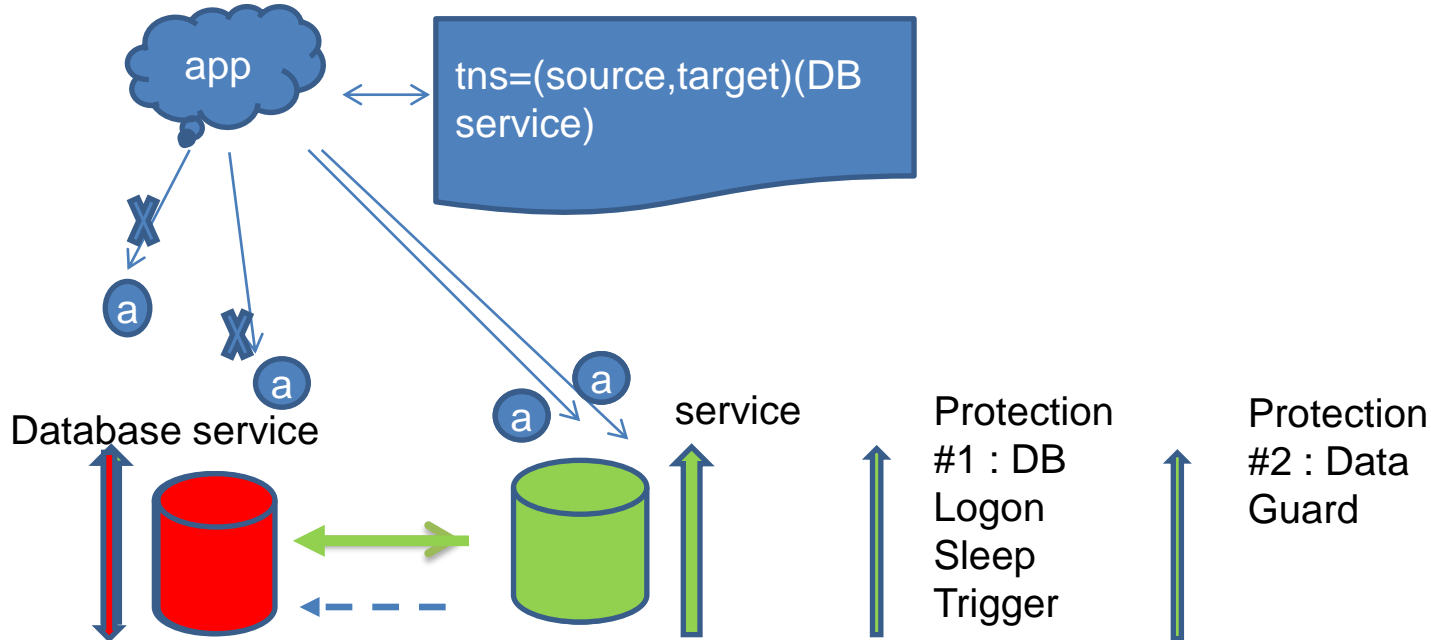 app
tns=(source,target)(DB
service)
a
a
a
a
Database service
service
Protection
#1 : DB
Logon
Sleep
Trigger
Protection
#2 : Data
Guard